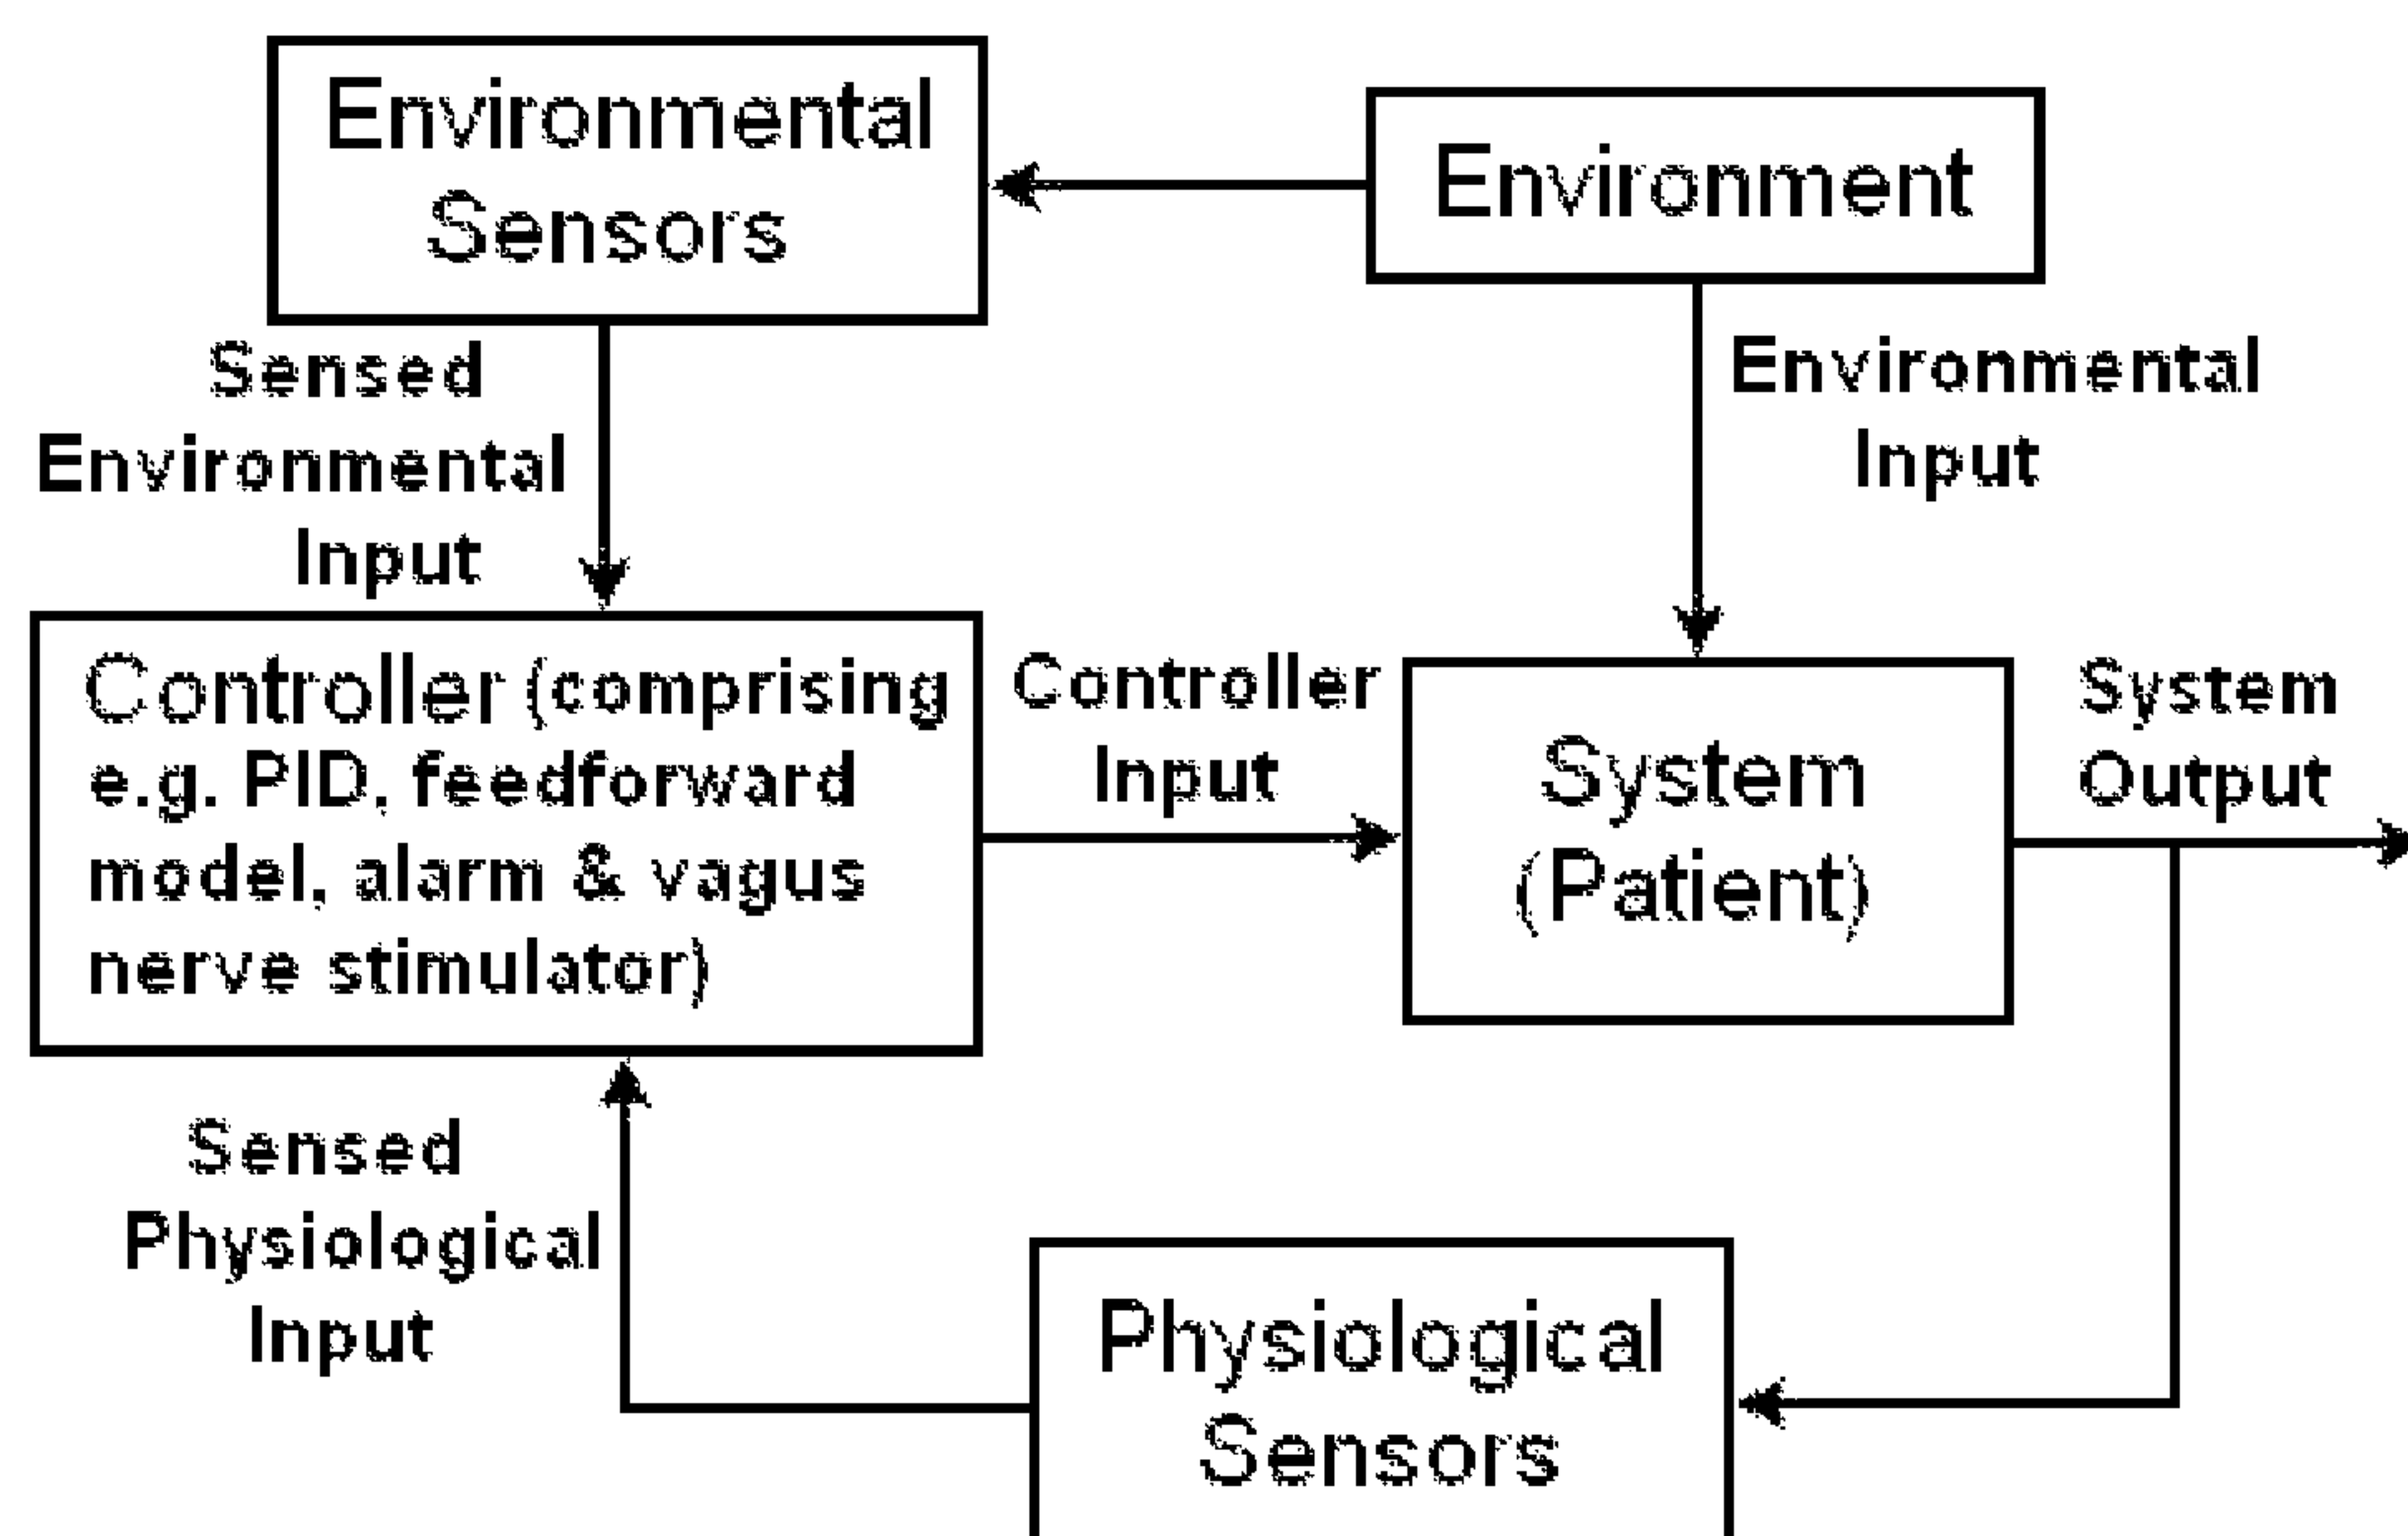 Environmental
Sensors
Environment
Sensed
Environmental
Input
Environmental
Input
Controller (comprising
e.g. PID, feedforward
model, alarm & vagus
nerve stimulator)
Controller
Input
System
(Patient)
System
Output
Sensed
Physiological
Input
Physiological
Sensors